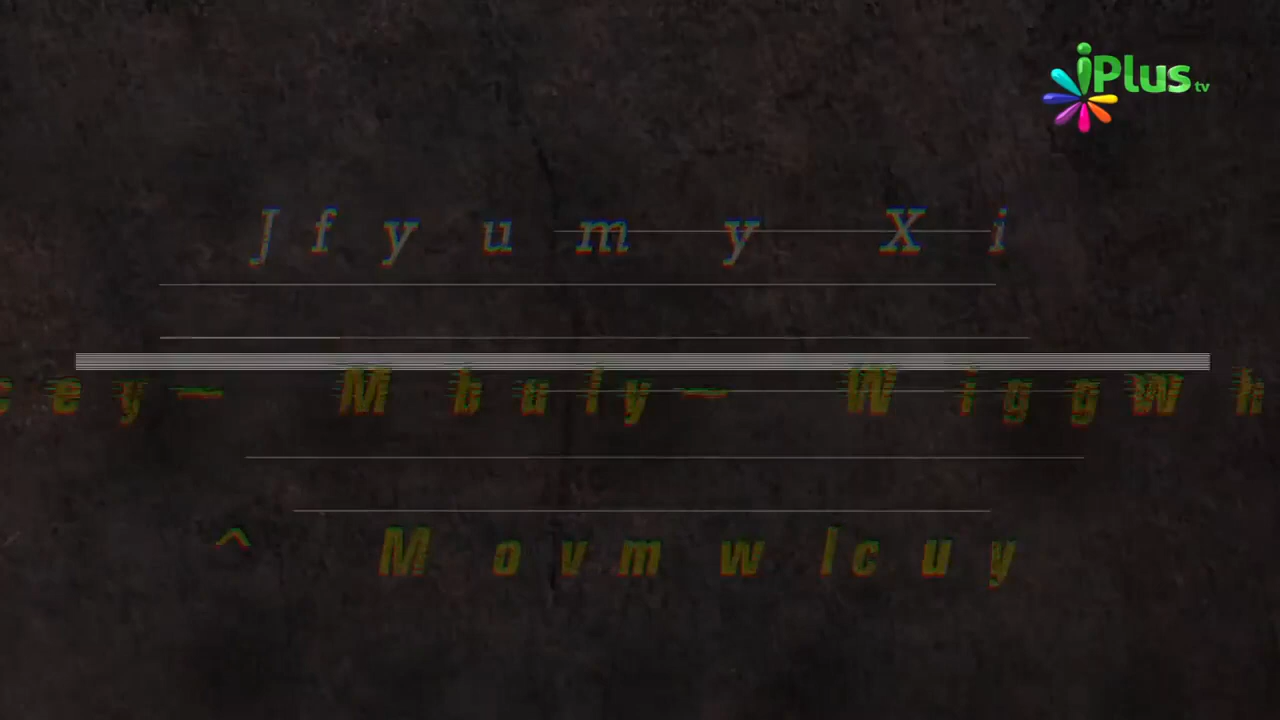 iPlus tv
J f y u m y X i
c e y — M b u l y — W i g g W h
^ M o v m w l c u y